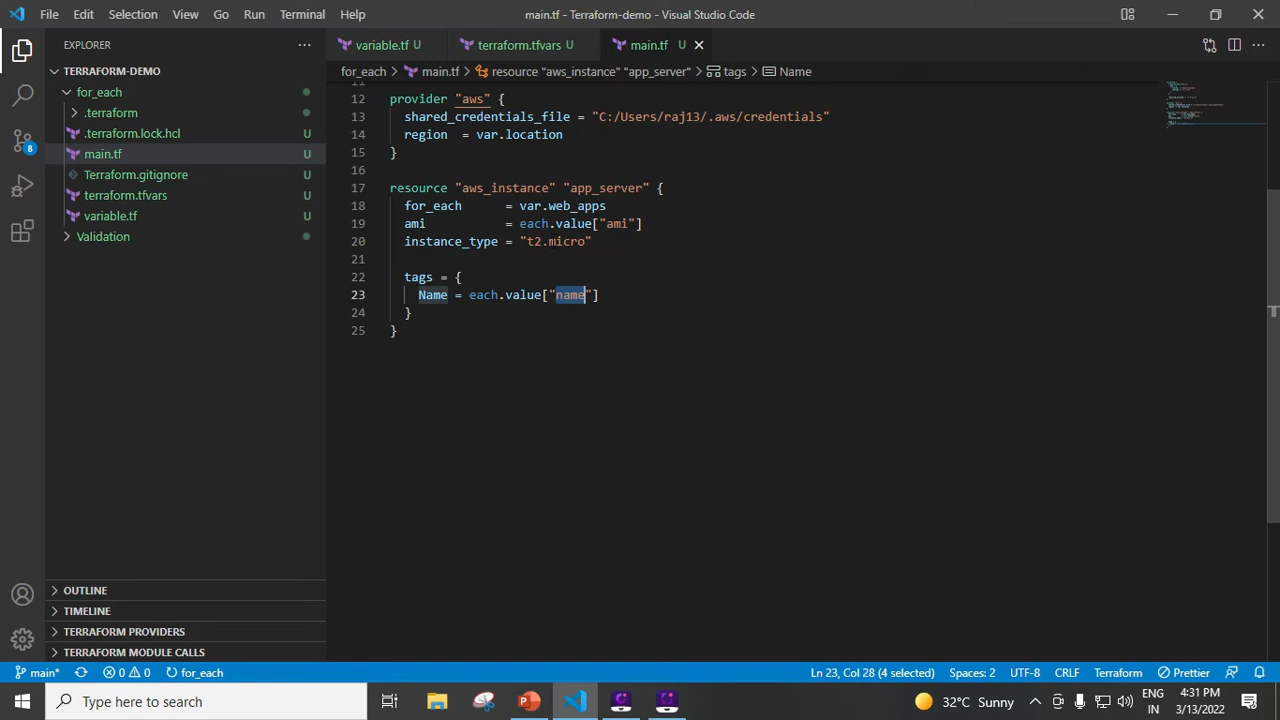 File Edit Selection View Go Run Terminal Help
main.tf - Terraform-demo - Visual Studio Code
EXPLORER
variable.tf U
terraform.tfvars U
main.tf U
TERRAFORM-DEMO
for_each > main.tf > resource "aws_instance" "app_server" > tags > Name
for_each
.terraform
.terraform.lock.hcl U
main.tf U
Terraform.gitignore U
terraform.tfvars U
variable.tf U
Validation
8
12 provider "aws" {
13 shared_credentials_file = "C:/Users/raj13/.aws/credentials"
14 region = var.location
15 }
16
17 resource "aws_instance" "app_server" {
18 for_each = var.web_apps
19 ami = each.value["ami"]
20 instance_type = "t2.micro"
21
22 tags = {
23 Name = each.value["name"]
24 }
25 }
OUTLINE
TIMELINE
TERRAFORM PROVIDERS
TERRAFORM MODULE CALLS
main* 0 0 for_each Ln 23, Col 28 (4 selected) Spaces: 2 UTF-8 CRLF Terraform Prettier
Type here to search
32°C Sunny
ENG
IN
4:31 PM
3/13/2022